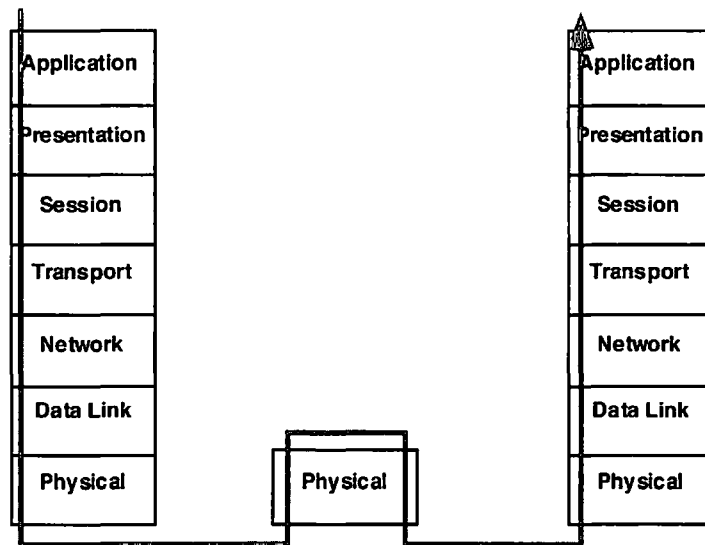 Application
Presentation
Session
Transport
Network
Data Link
Physical
Physical
Application
Presentation
Session
Transport
Network
Data Link
Physical